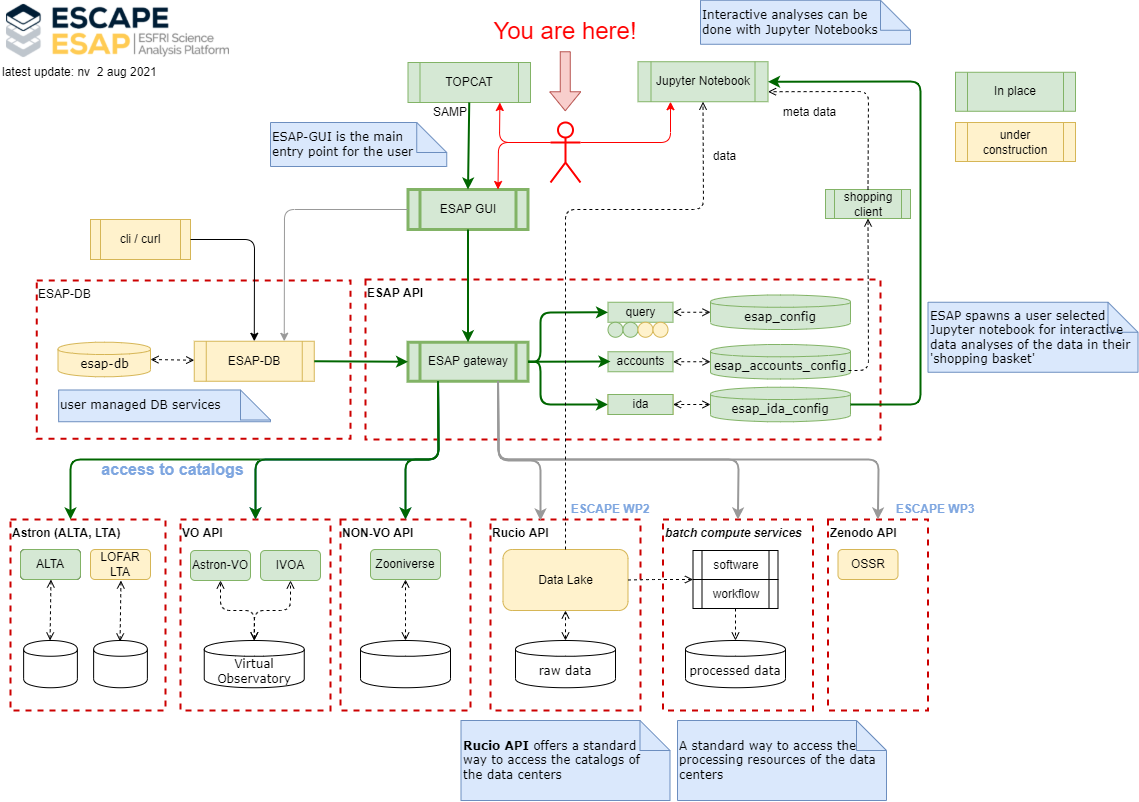 ESCAPE
ESAP
ESFRI Science
Analysis Platform
latest update: nv  2 aug 2021
You are here!
Interactive analyses can be
done with Jupyter Notebooks
TOPCAT
SAMP
Jupyter Notebook
meta data
data
In place
under
construction
ESAP-GUI is the main
entry point for the user
ESAP GUI
shopping
client
cli / curl
ESAP-DB
ESAP API
query
esap_config
ESAP spawns a user selected
Jupyter notebook for interactive
data analyses of the data in their
'shopping basket'
esap-db
ESAP-DB
ESAP gateway
accounts
esap_accounts_config
user managed DB services
ida
esap_ida_config
access to catalogs
ESCAPE WP2
ESCAPE WP3
Astron (ALTA, LTA)
VO API
NON-VO API
Rucio API
batch compute services
Zenodo API
ALTA
LOFAR
LTA
Astron-VO
IVOA
Zooniverse
Data Lake
software
workflow
OSSR
Virtual
Observatory
raw data
processed data
Rucio API offers a standard
way to access the catalogs of
the data centers
A standard way to access the
processing resources of the data
centers